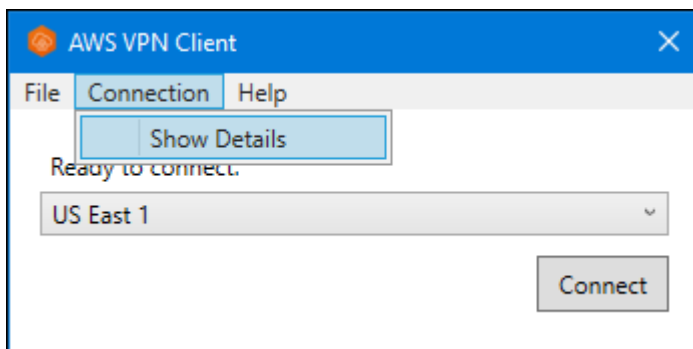 AWS VPN Client
File Connection Help
Show Details
Ready to connect.
US East 1
Connect